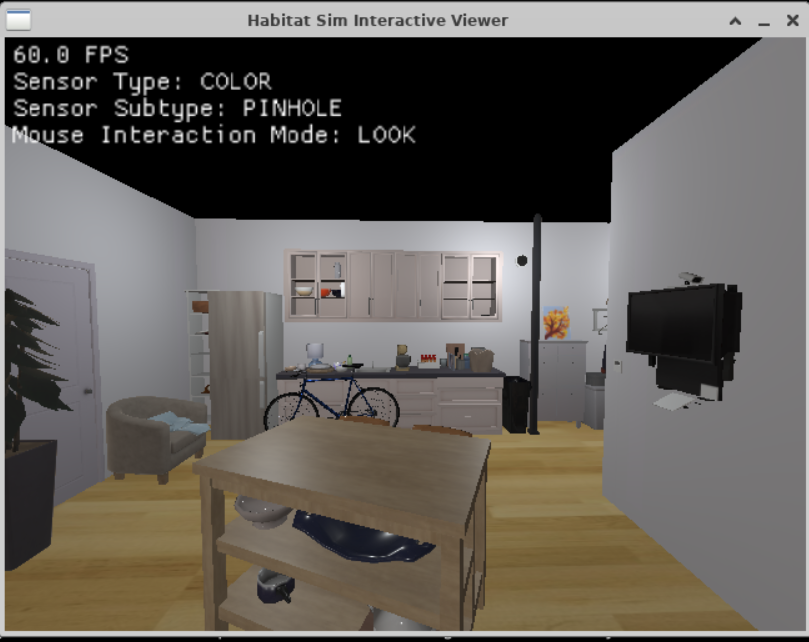 Habitat Sim Interactive Viewer
60.0 FPS
Sensor Type: COLOR
Sensor Subtype: PINHOLE
Mouse Interaction Mode: LOOK